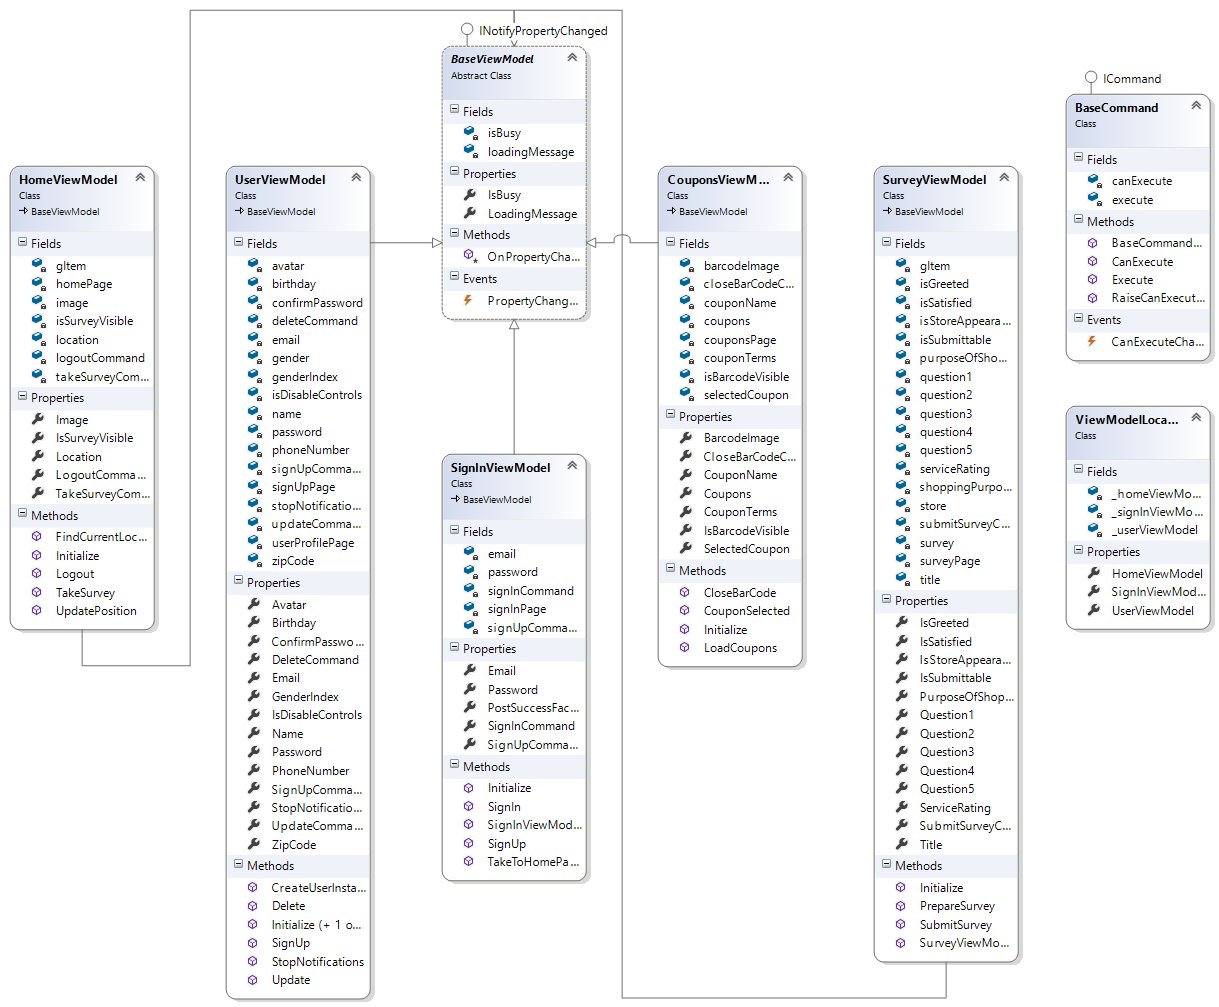 INotifyPropertyChanged
BaseViewModel
Abstract Class
Fields
isBusy
loadingMessage
Properties
IsBusy
LoadingMessage
Methods
OnPropertyCha...
Events
PropertyChang...
ICommand
BaseCommand
Class
Fields
canExecute
execute
Methods
BaseCommand...
CanExecute
Execute
RaiseCanExecut...
Events
CanExecuteCha...
HomeViewModel
Class
BaseViewModel
Fields
gItem
homePage
image
isSurveyVisible
location
logoutCommand
takeSurveyCom...
Properties
Image
IsSurveyVisible
Location
LogoutComma...
TakeSurveyCom...
Methods
FindCurrentLoc...
Initialize
Logout
TakeSurvey
UpdatePosition
UserViewModel
Class
BaseViewModel
Fields
avatar
birthday
confirmPassword
deleteCommand
email
gender
genderIndex
isDisableControls
name
password
phoneNumber
signUpComma...
signUpPage
stopNotificatio...
updateComma...
userProfilePage
zipCode
Properties
Avatar
Birthday
ConfirmPasswo...
DeleteCommand
Email
GenderIndex
IsDisableControls
Name
Password
PhoneNumber
SignUpComma...
StopNotificatio...
UpdateComma...
ZipCode
Methods
CreateUserInsta...
Delete
Initialize (+ 1 o...
SignUp
StopNotifications
Update
SignInViewModel
Class
BaseViewModel
Fields
email
password
signInCommand
signInPage
signUpComma...
Properties
Email
Password
PostSuccessFac...
SignInCommand
SignUpComma...
Methods
Initialize
SignIn
SignInViewMod...
SignUp
TakeToHomePa...
CouponsViewM...
Class
BaseViewModel
Fields
barcodeImage
closeBarCodeC...
couponName
coupons
couponsPage
couponTerms
isBarcodeVisible
selectedCoupon
Properties
BarcodeImage
CloseBarCodeC...
CouponName
Coupons
CouponTerms
IsBarcodeVisible
SelectedCoupon
Methods
CloseBarCode
CouponSelected
Initialize
LoadCoupons
SurveyViewModel
Class
BaseViewModel
Fields
gItem
isGreeted
isSatisfied
isStoreAppeara...
isSubmittable
purposeOfSho...
question1
question2
question3
question4
question5
serviceRating
shoppingPurpo...
store
submitSurveyC...
survey
surveyPage
title
Properties
IsGreeted
IsSatisfied
IsStoreAppeara...
IsSubmittable
PurposeOfShop...
Question1
Question2
Question3
Question4
Question5
ServiceRating
SubmitSurveyC...
Title
Methods
Initialize
PrepareSurvey
SubmitSurvey
SurveyViewMo...
ViewModelLoca...
Class
Fields
_homeViewMo...
_signInViewMo...
_userViewModel
Properties
HomeViewModel
SignInViewMod...
UserViewModel